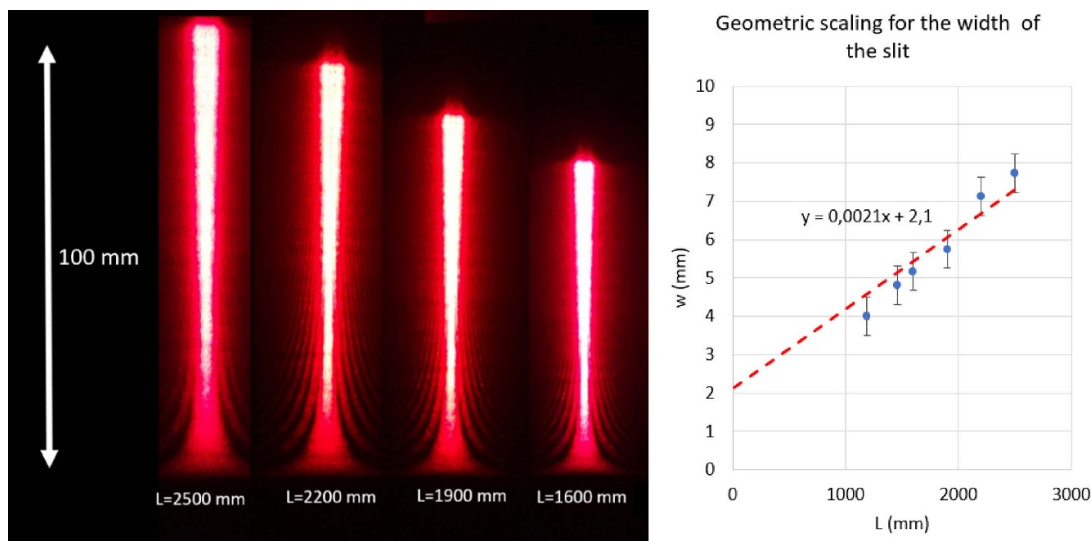 100 mm
L=2500 mm
L=2200 mm
L=1900 mm
L=1600 mm
Geometric scaling for the width of
the slit
10
9
8
7
6
5
4
3
2
1
0
w (mm)
y = 0,0021x + 2,1
0
1000
2000
3000
L (mm)